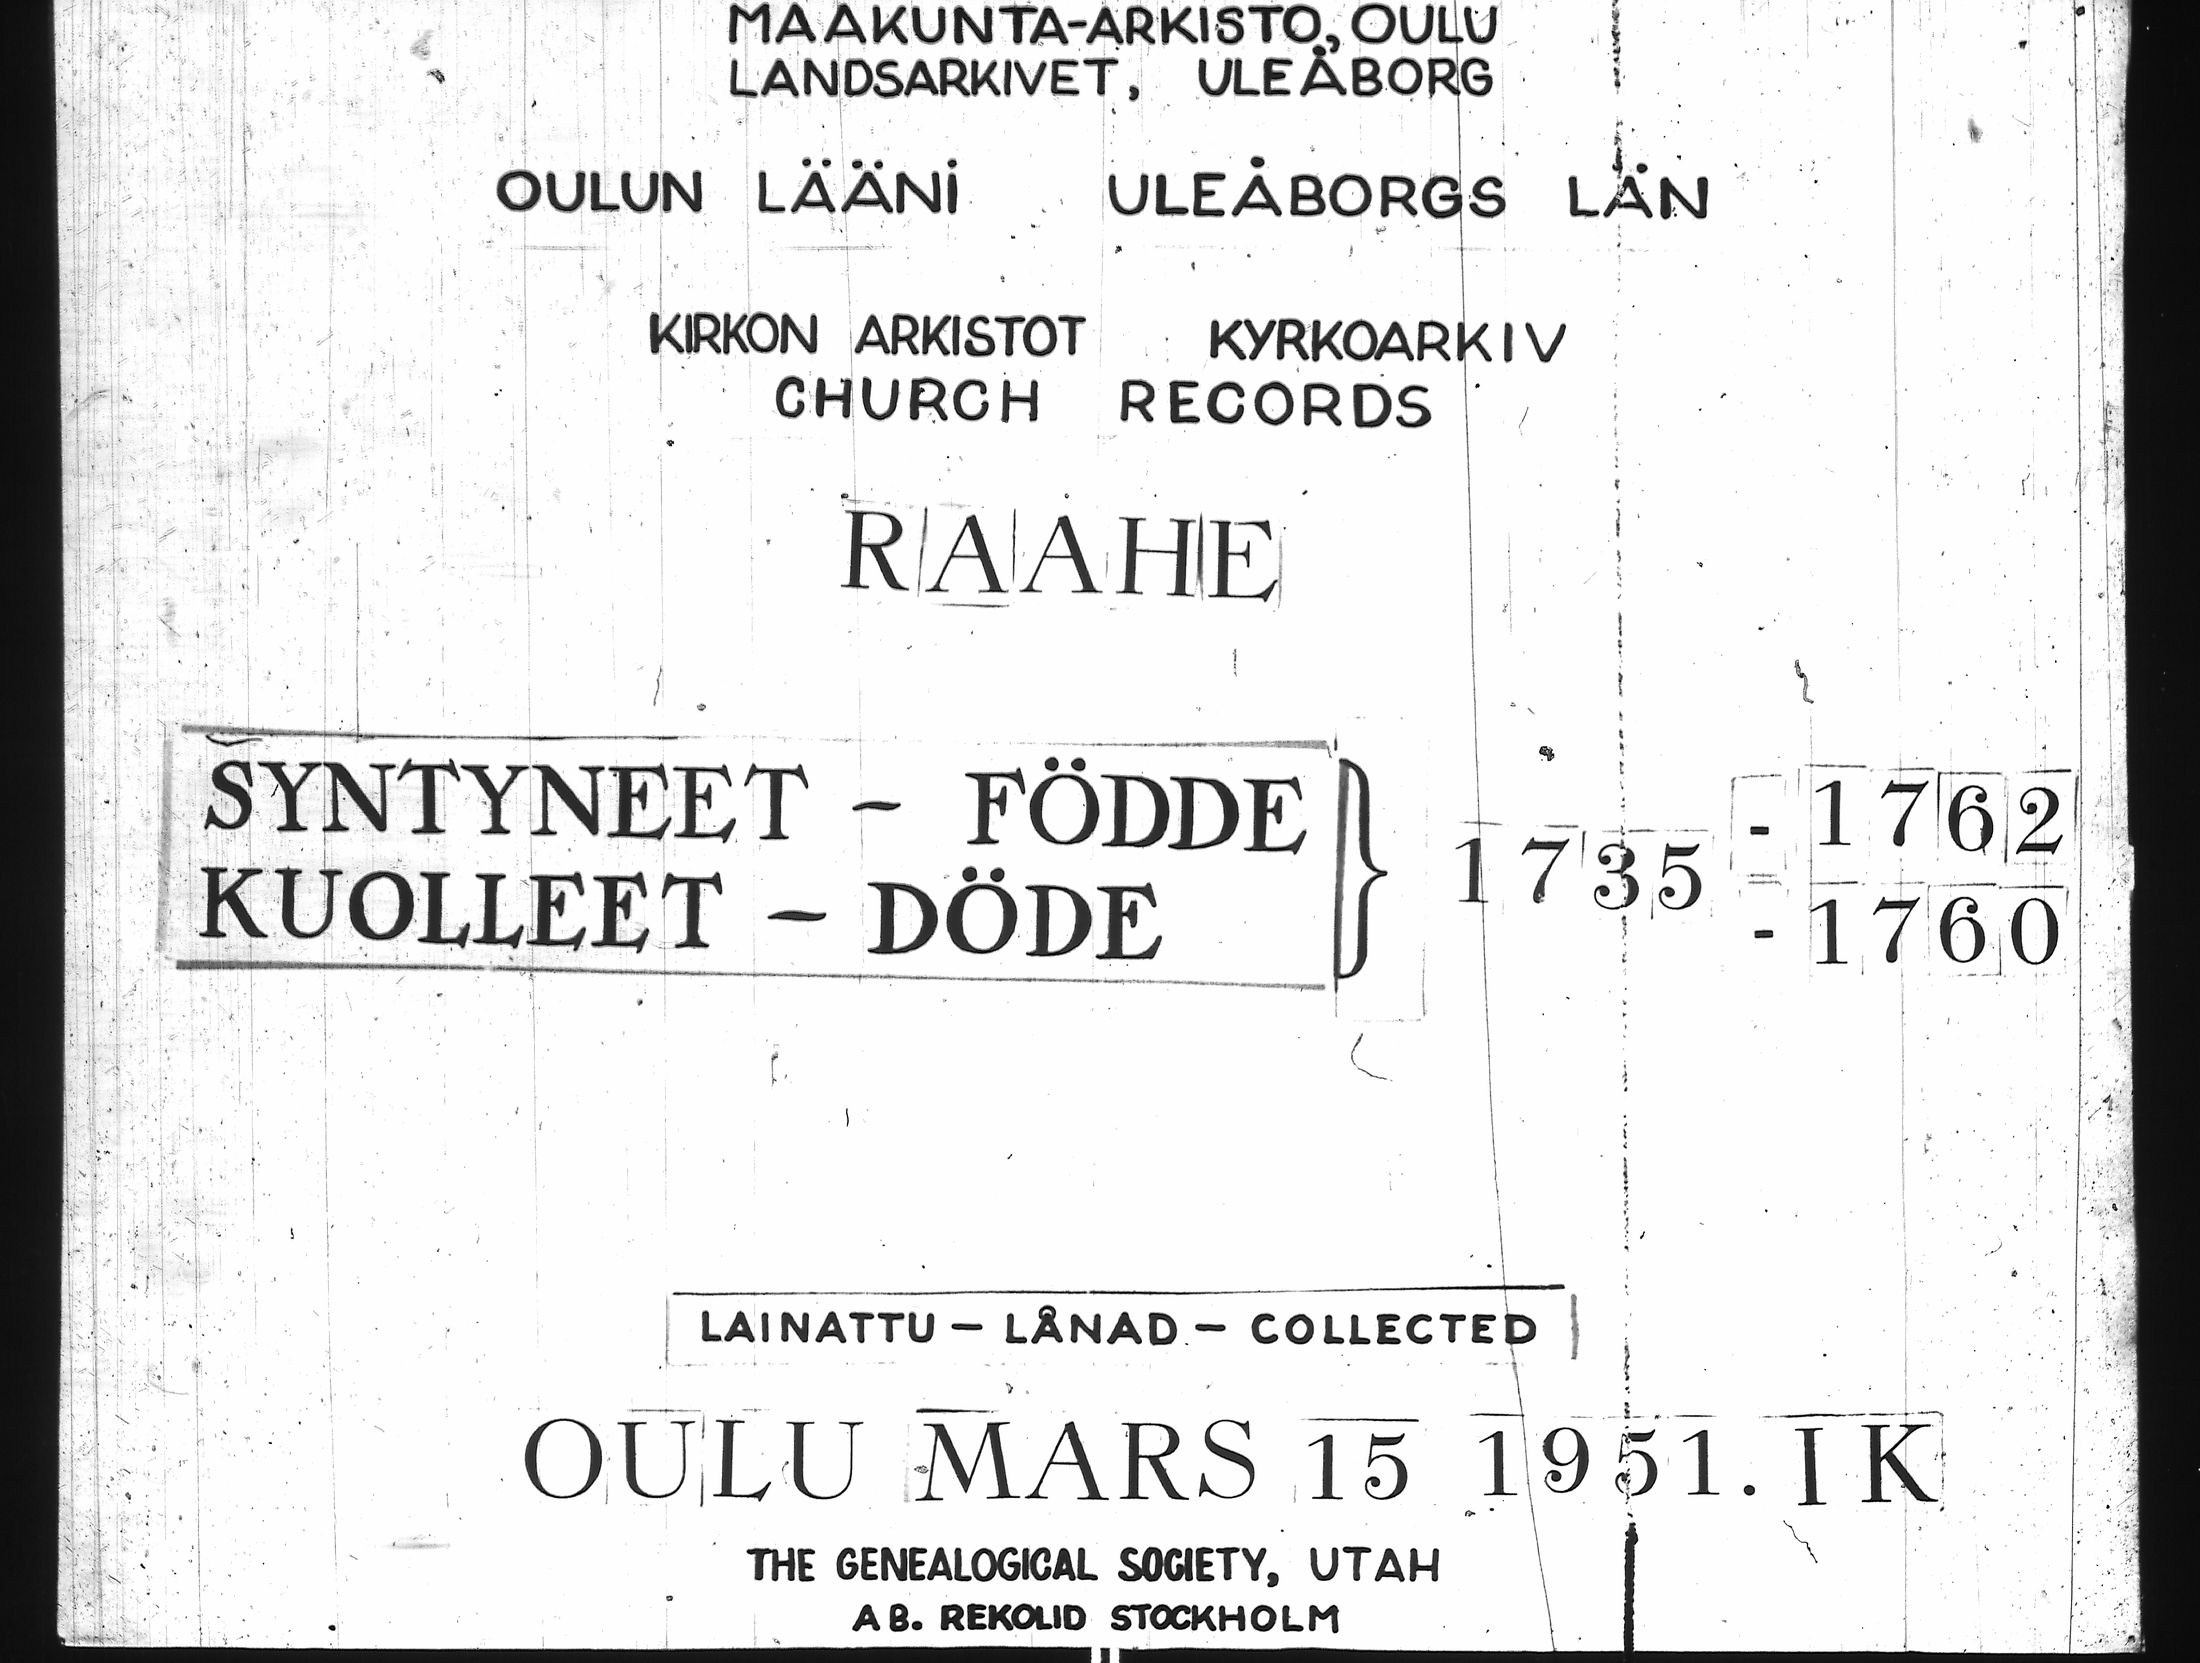 MAAKUNTA-ARKISTO, OULU
LANDSARKIVET, ULEÅBORG
OULUN LÄÄNI ULEÅBORGS LÄN
KIRKON ARKISTOT KYRKOARKIV
CHURCH RECORDS
RAAHE
SYNTYNEET - FÖDDE } 1735 - 1762
KUOLLEET - DÖDE - 1760
LAINATTU - LÅNAD - COLLECTED
OULU MARS 15 1951. IK
THE GENEALOGICAL SOCIETY, UTAH
AB. REKOLID STOCKHOLM